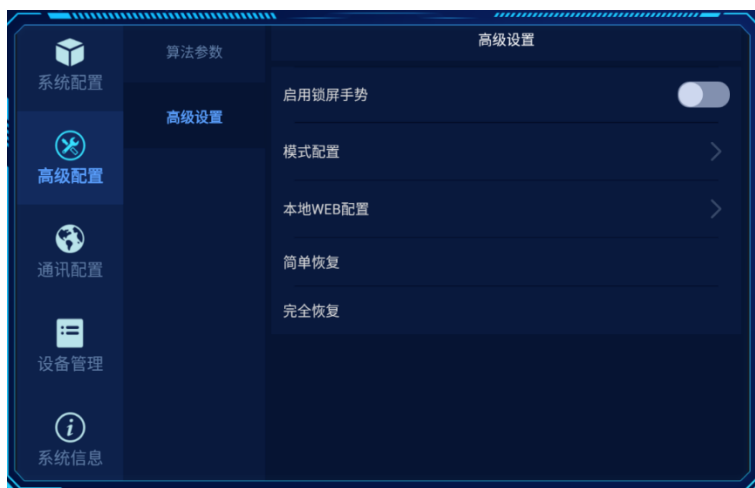 系统配置
高级配置
通讯配置
设备管理
系统信息
算法参数
高级设置
高级设置
启用锁屏手势
模式配置
本地WEB配置
简单恢复
完全恢复